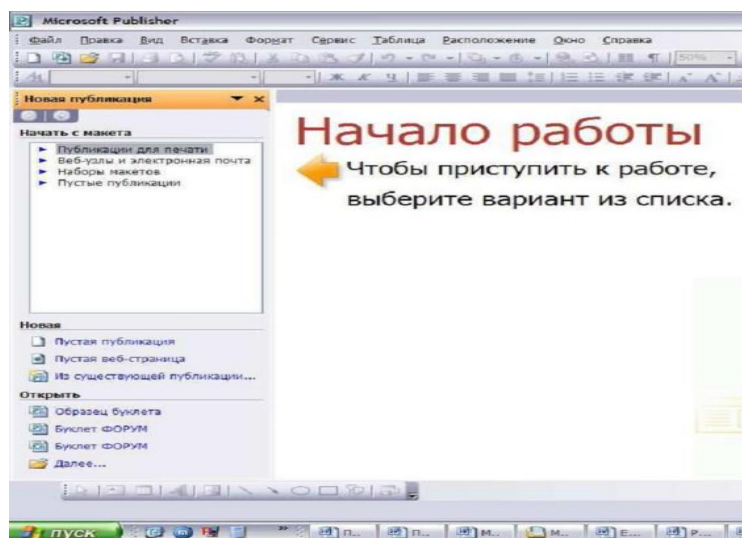 Microsoft Publisher
Файл Правка Вид Вставка Формат Сервис Таблица Расположение Окно Справка
50%
Ж К Ч
Новая публикация
Начать с макета
Публикации для печати
Веб-узлы и электронная почта
Наборы макетов
Пустые публикации
Начало работы
Чтобы приступить к работе,
выберите вариант из списка.
Новая
Пустая публикация
Пустая веб-страница
Из существующей публикации...
Открыть
Образец буклета
Буклет ФОРУМ
Буклет ФОРУМ
Далее...
пуск П... П... М... М... Е... Р...